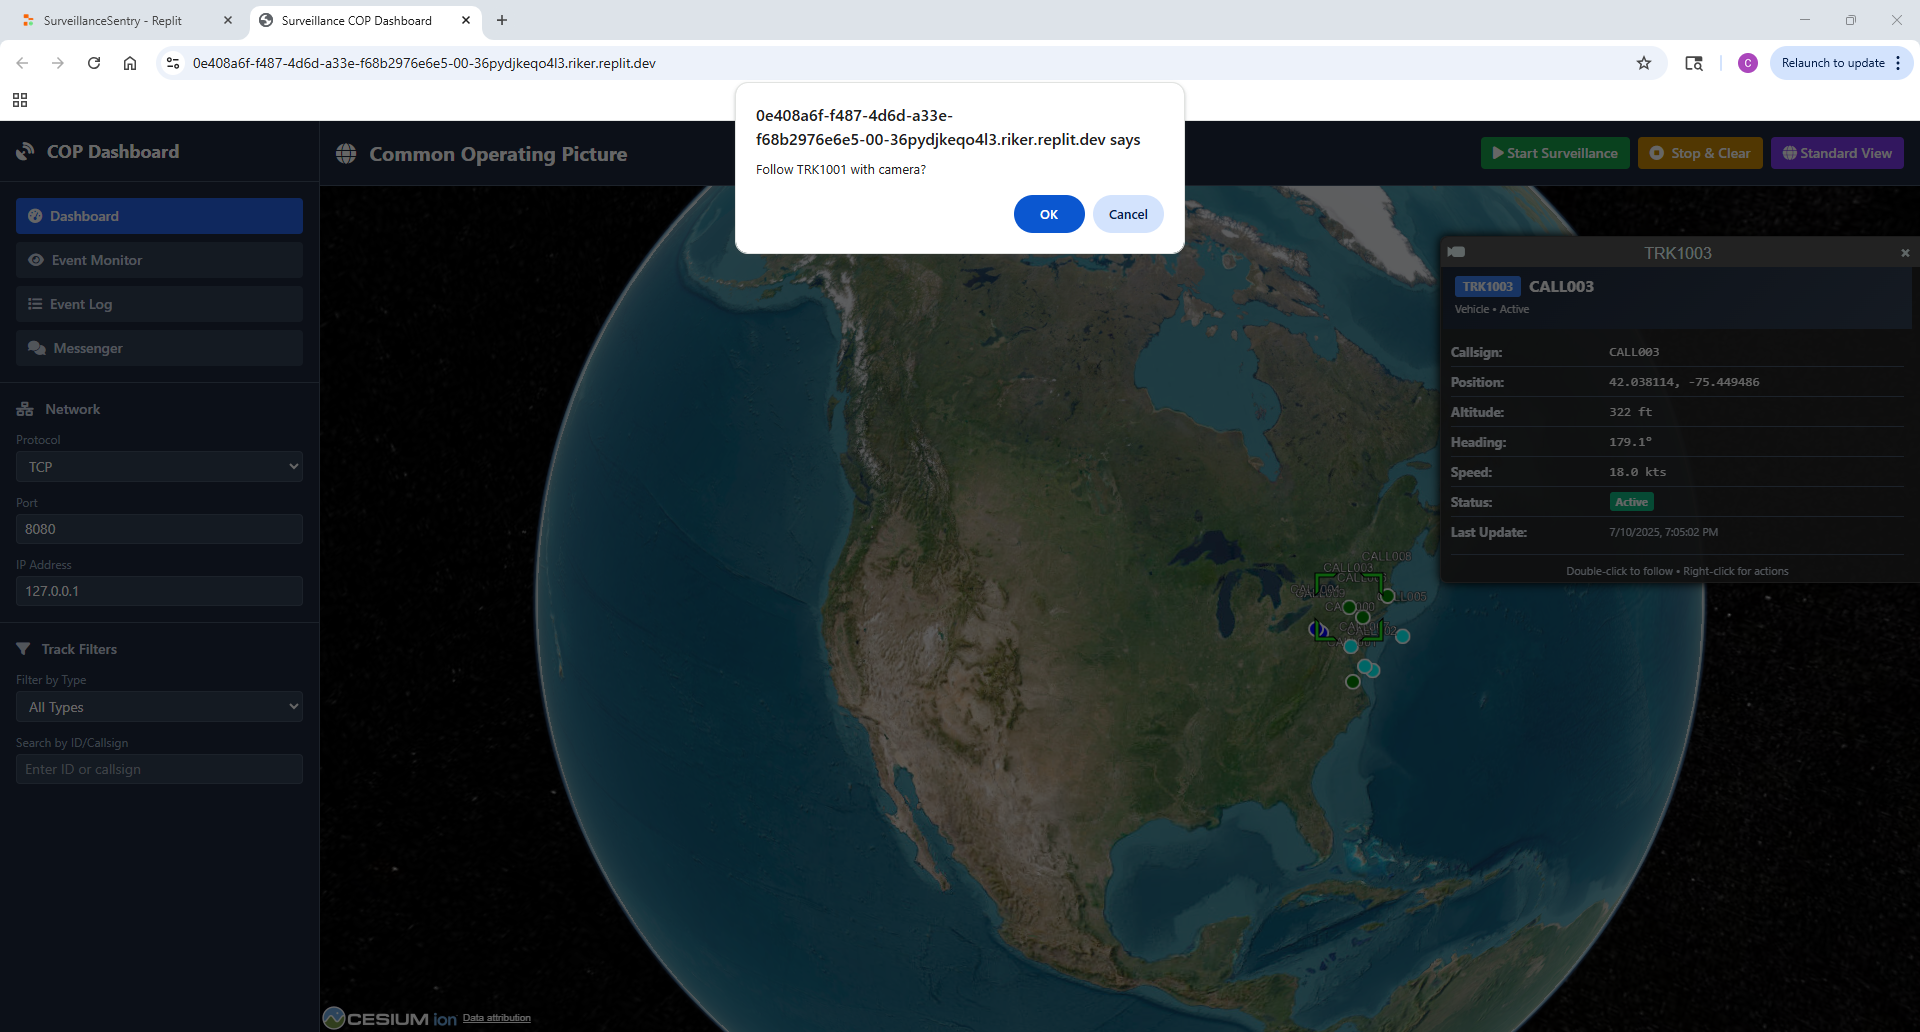 SurveillanceSentry - Replit
Surveillance COP Dashboard
0e408a6f-f487-4d6d-a33e-f68b2976e6e5-00-36pydjkeqo4l3.riker.replit.dev
C
Relaunch to update
0e408a6f-f487-4d6d-a33e-
f68b2976e6e5-00-36pydjkeqo4l3.riker.replit.dev says
Follow TRK1001 with camera?
OK
Cancel
COP Dashboard
Common Operating Picture
Start Surveillance
Stop & Clear
Standard View
Dashboard
Event Monitor
Event Log
Messenger
Network
Protocol
TCP
Port
8080
IP Address
127.0.0.1
Track Filters
Filter by Type
All Types
Search by ID/Callsign
Enter ID or callsign
TRK1003
TRK1003 CALL003
Vehicle • Active
Callsign: CALL003
Position: 42.038114, -75.449486
Altitude: 322 ft
Heading: 179.1°
Speed: 18.0 kts
Status: Active
Last Update: 7/10/2025, 7:05:02 PM
Double-click to follow • Right-click for actions
CALL008
CALL003
CESIUM ion
Data attribution